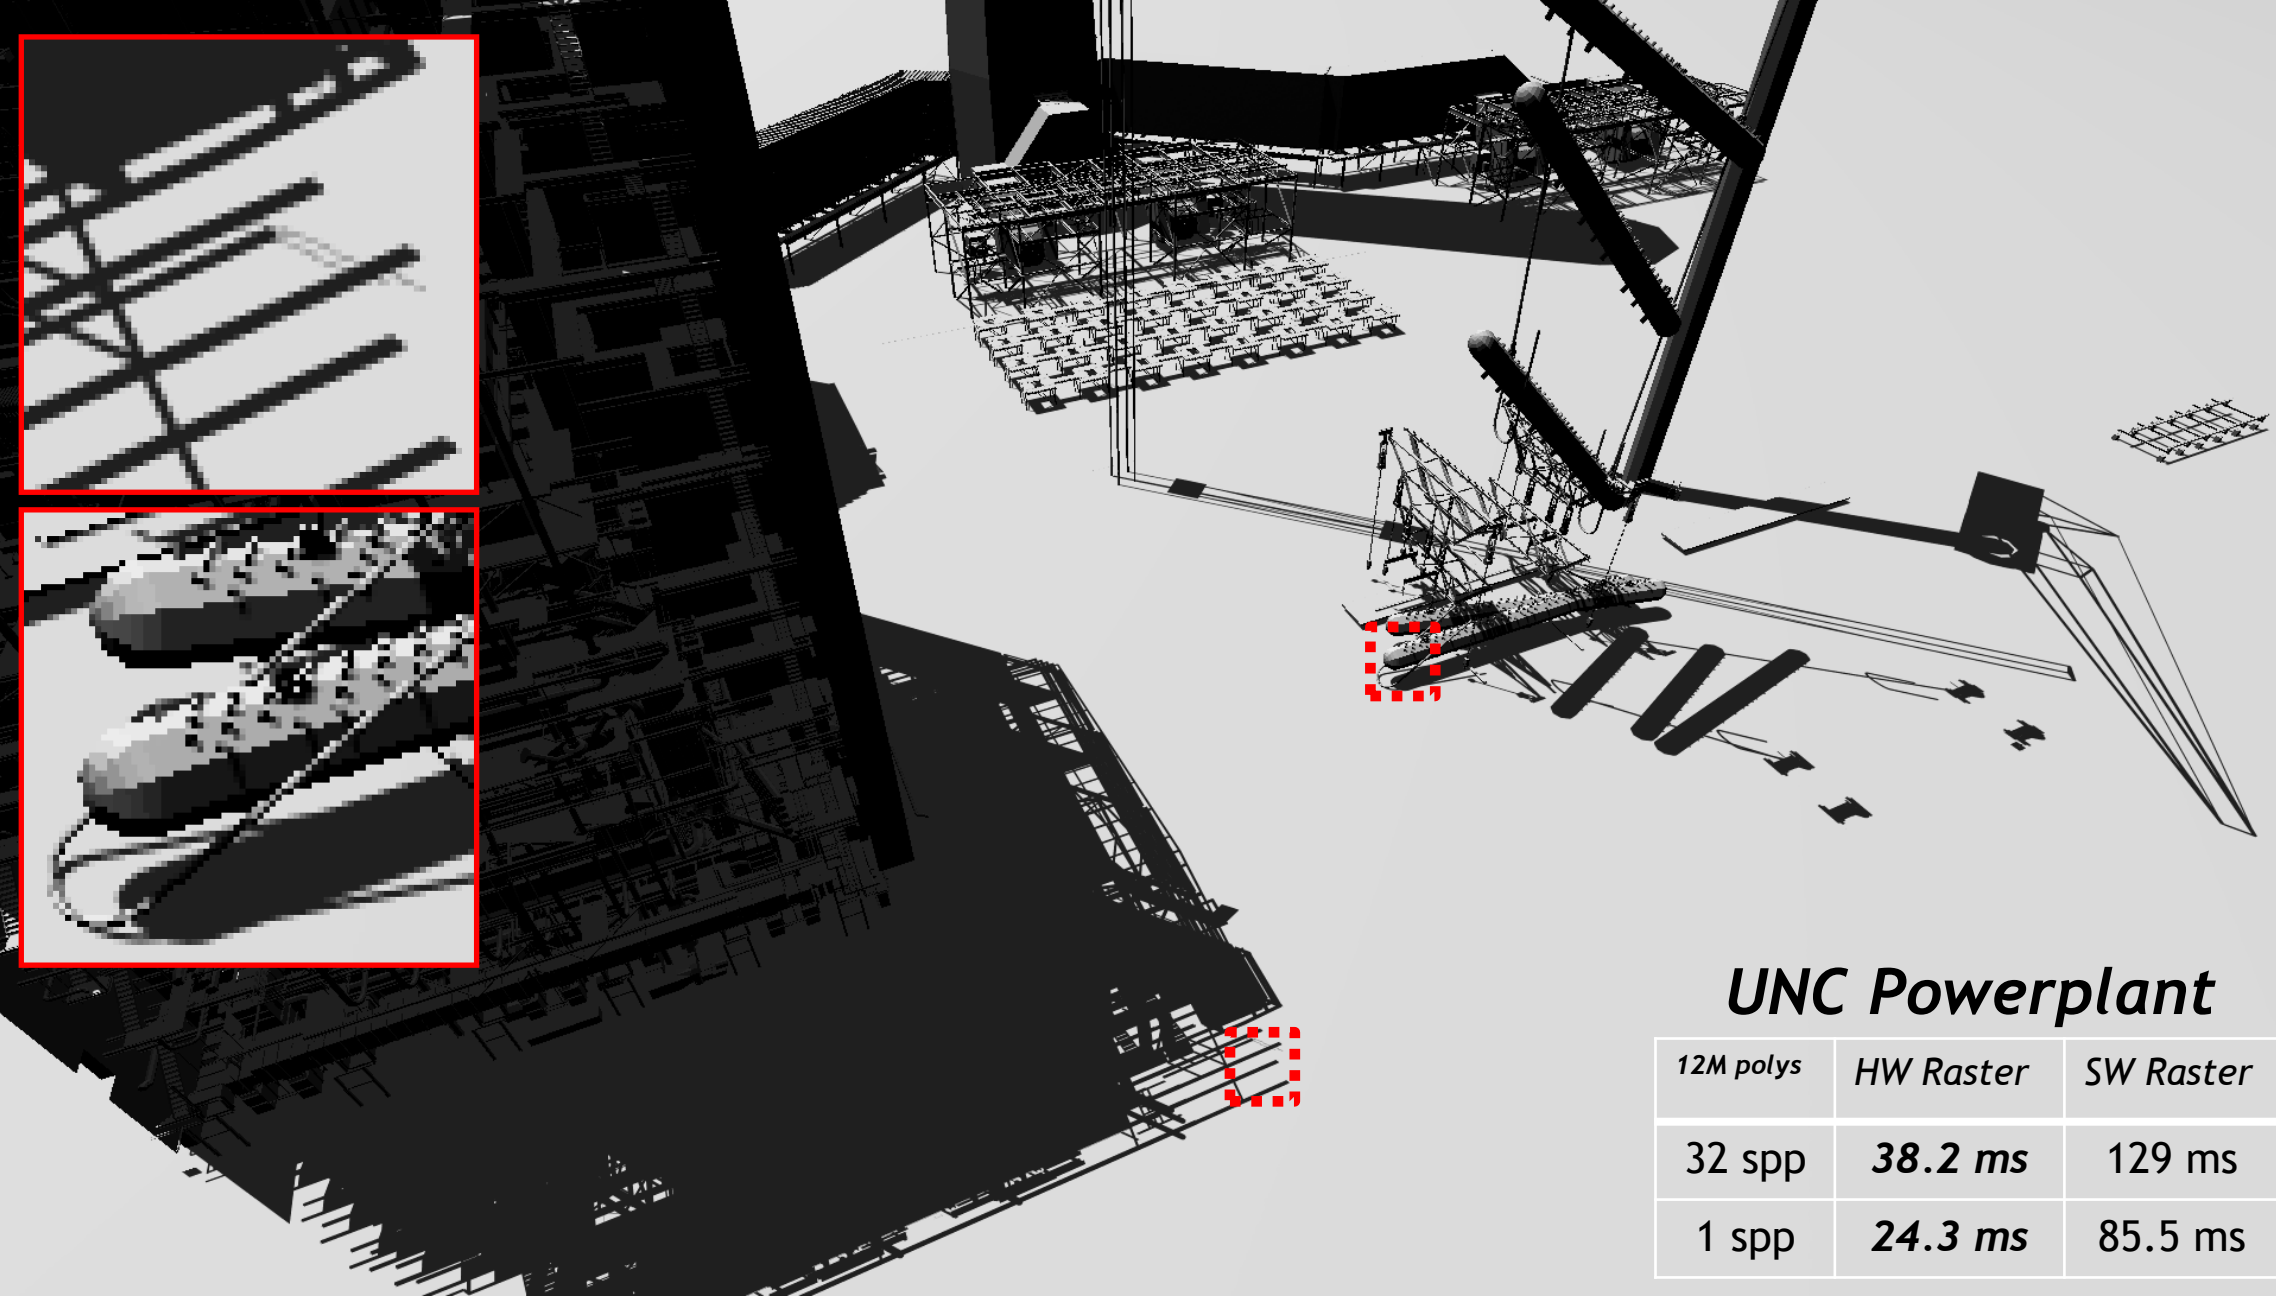 UNC Powerplant
12M polys HW Raster SW Raster
32 spp 38.2 ms 129 ms
1 spp 24.3 ms 85.5 ms